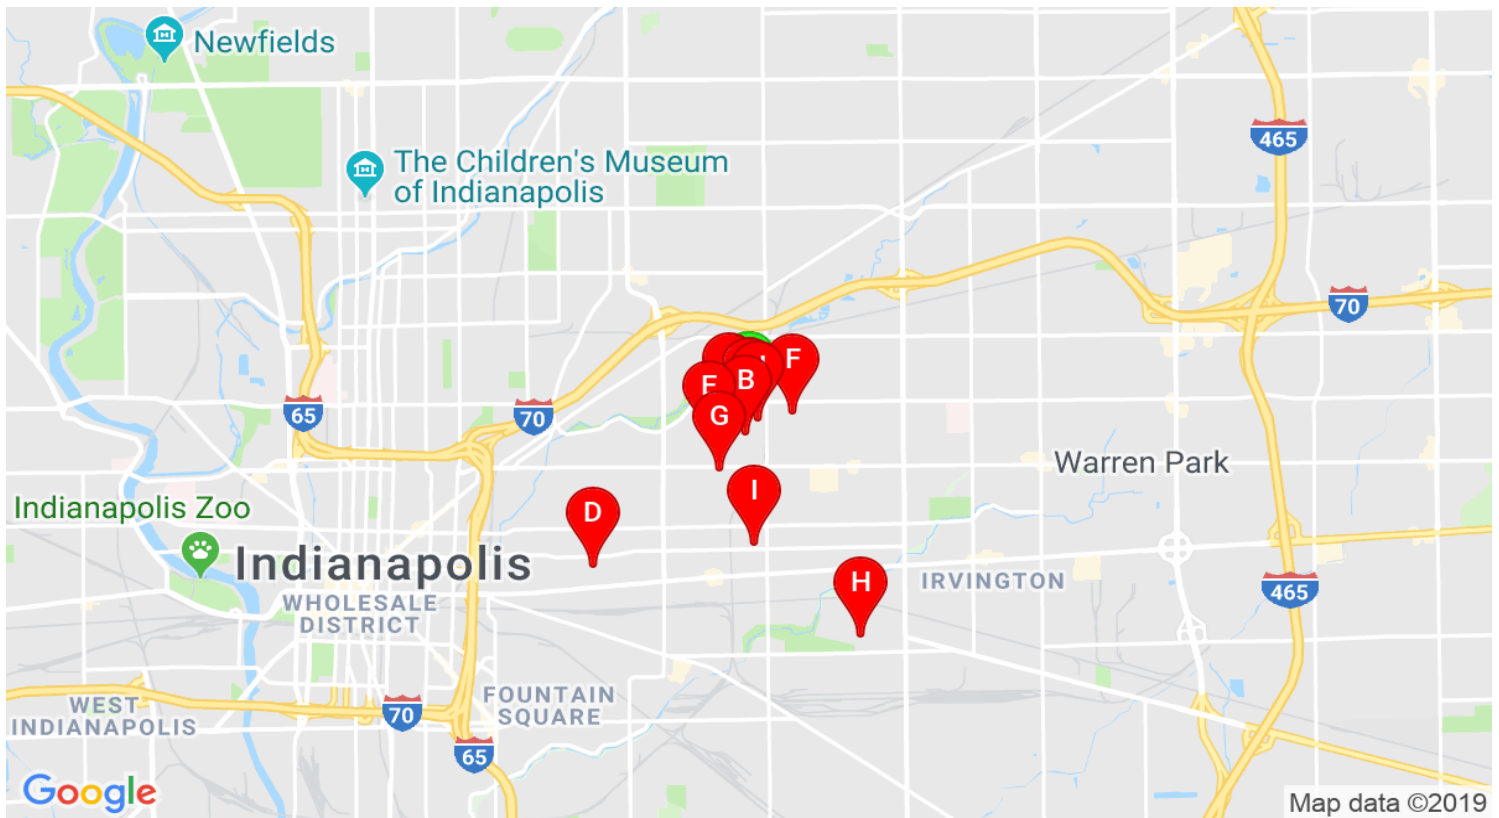 Newfields
The Children's Museum
of Indianapolis
465
70
65
70
F
B
E
G
I
D
H
Warren Park
Indianapolis Zoo
Indianapolis
WHOLESALE
DISTRICT
IRVINGTON
465
WEST
INDIANAPOLIS
70
FOUNTAIN
SQUARE
65
Google
Map data ©2019